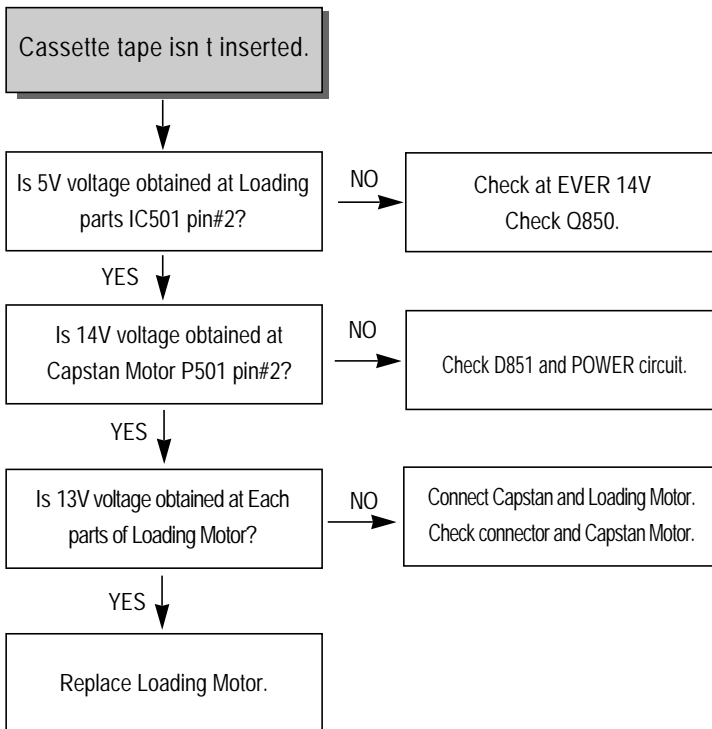 Cassette tape isn t inserted.
Is 5V voltage obtained at Loading
parts IC501 pin#2?
NO
Check at EVER 14V
Check Q850.
YES
Is 14V voltage obtained at
Capstan Motor P501 pin#2?
NO
Check D851 and POWER circuit.
YES
Is 13V voltage obtained at Each
parts of Loading Motor?
NO
Connect Capstan and Loading Motor.
Check connector and Capstan Motor.
YES
Replace Loading Motor.